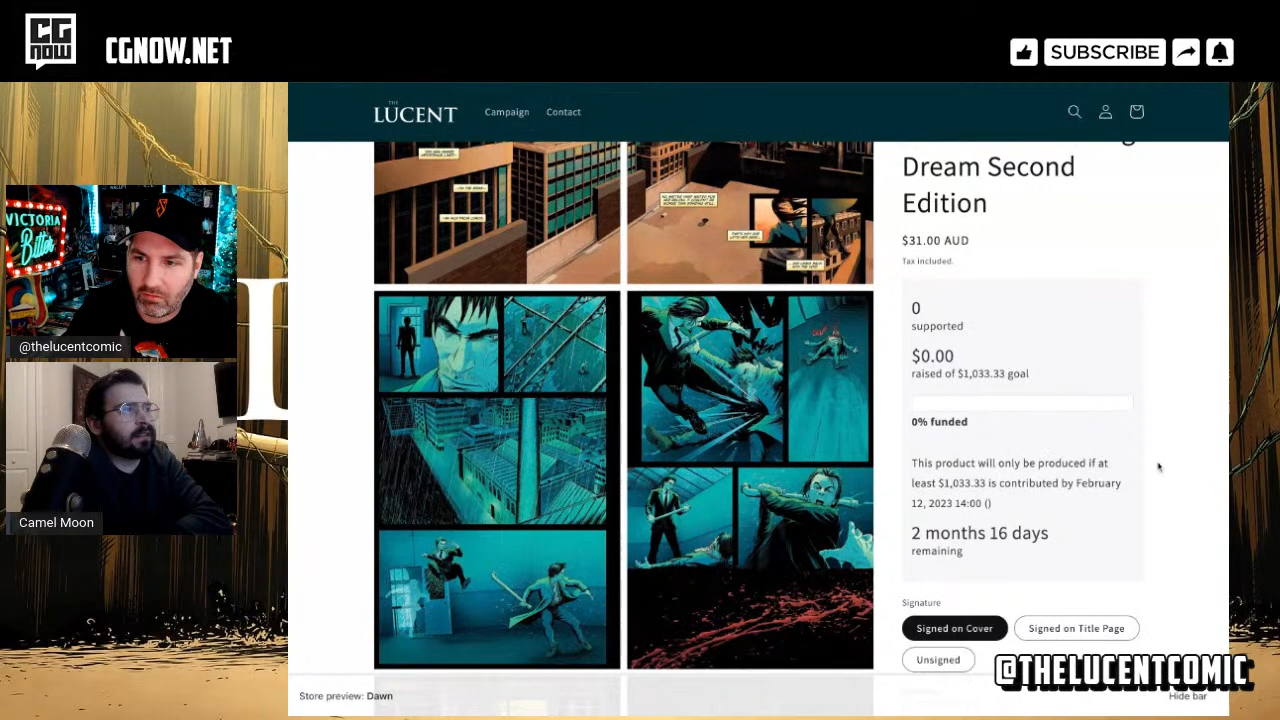 CG
NOW
CGNOW.NET
SUBSCRIBE
THE
LUCENT
Campaign
Contact
Dream Second
Edition
$31.00 AUD
Tax included.
0
supported
$0.00
raised of $1,033.33 goal
0% funded
This product will only be produced if at
least $1,033.33 is contributed by February
12, 2023 14:00 ()
2 months 16 days
remaining
Signature
Signed on Cover
Signed on Title Page
Unsigned
VICTORIA
Bitter
@thelucentcomic
Camel Moon
@THELUCENTCOMIC
Store preview: Dawn
Hide bar